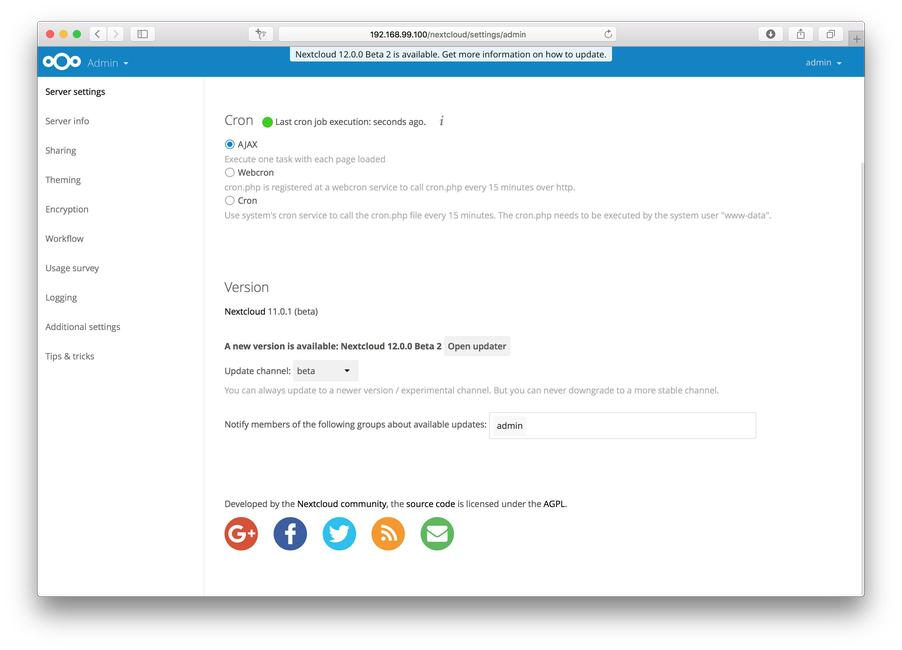 192.168.99.100/nextcloud/settings/admin
Nextcloud 12.0.0 Beta 2 is available. Get more information on how to update.
Admin
admin
Server settings
Server info
Sharing
Theming
Encryption
Workflow
Usage survey
Logging
Additional settings
Tips & tricks
Cron Last cron job execution: seconds ago. i
AJAX
Execute one task with each page loaded
Webcron
cron.php is registered at a webcron service to call cron.php every 15 minutes over http.
Cron
Use system's cron service to call the cron.php file every 15 minutes. The cron.php needs to be executed by the system user "www-data".
Version
Nextcloud 11.0.1 (beta)
A new version is available: Nextcloud 12.0.0 Beta 2 Open updater
Update channel: beta
You can always update to a newer version / experimental channel. But you can never downgrade to a more stable channel.
Notify members of the following groups about available updates: admin
Developed by the Nextcloud community, the source code is licensed under the AGPL.
G+ f